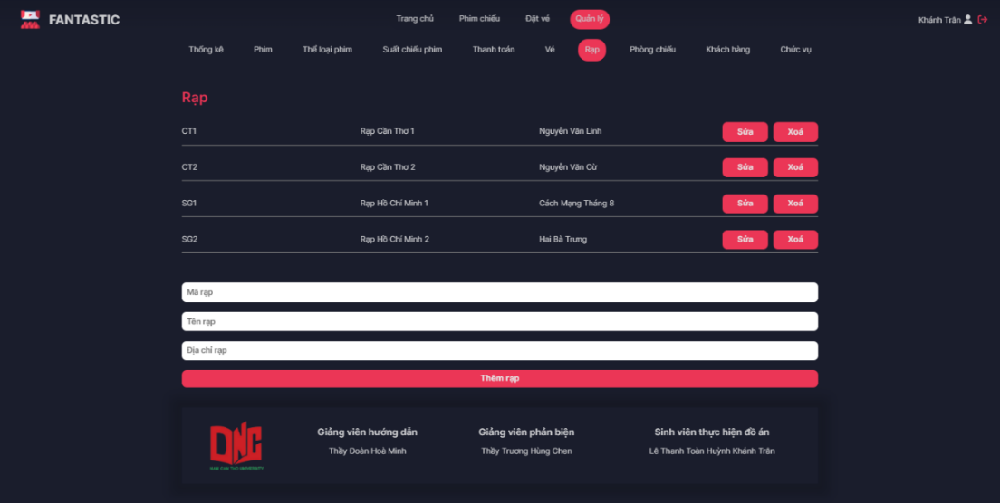 FANTASTIC
Trang chủ Phim chiếu Đặt vé Quản lý
Khánh Trân
Thống kê Phim Thể loại phim Suất chiếu phim Thanh toán Vé Rạp Phòng chiếu Khách hàng Chức vụ
Rạp
CT1 Rạp Cần Thơ 1 Nguyễn Văn Linh Sửa Xoá
CT2 Rạp Cần Thơ 2 Nguyễn Văn Cừ Sửa Xoá
SG1 Rạp Hồ Chí Minh 1 Cách Mạng Tháng 8 Sửa Xoá
SG2 Rạp Hồ Chí Minh 2 Hai Bà Trưng Sửa Xoá
Mã rạp
Tên rạp
Địa chỉ rạp
Thêm rạp
DNC
NAM CAN THO UNIVERSITY
Giảng viên hướng dẫn Giảng viên phản biện Sinh viên thực hiện đồ án
Thầy Đoàn Hoà Minh Thầy Trương Hùng Chen Lê Thanh Toàn Huỳnh Khánh Trân